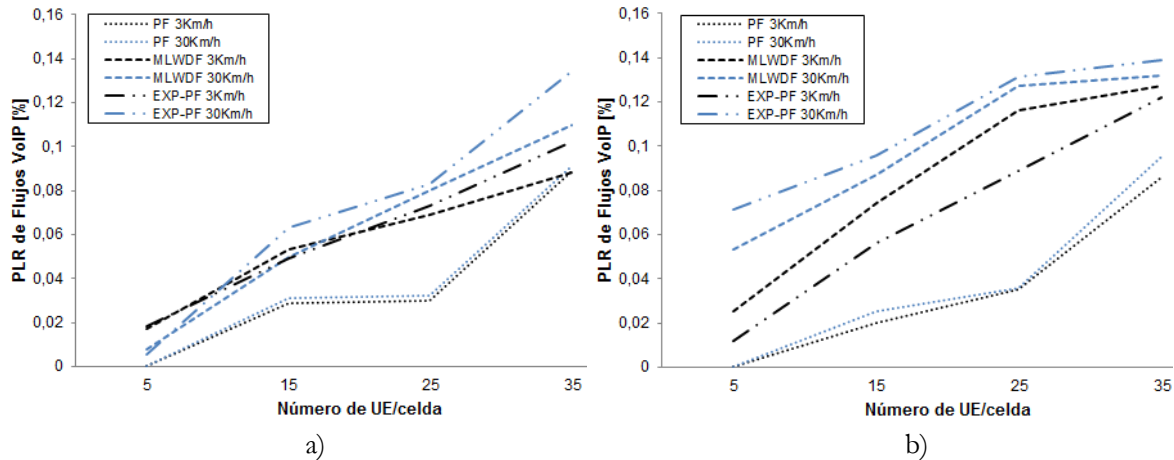 PF 3Km/h
PF 30Km/h
MLWDF 3Km/h
MLWDF 30Km/h
EXP-PF 3Km/h
EXP-PF 30Km/h
PLR de Flujos VoIP [%]
0,16
0,14
0,12
0,1
0,08
0,06
0,04
0,02
0
5 15 25 35
Número de UE/celda
a)
PF 3Km/h
PF 30Km/h
MLWDF 3Km/h
MLWDF 30Km/h
EXP-PF 3Km/h
EXP-PF 30Km/h
PLR de Flujos VoIP [%]
0,16
0,14
0,12
0,1
0,08
0,06
0,04
0,02
0
5 15 25 35
Número de UE/celda
b)